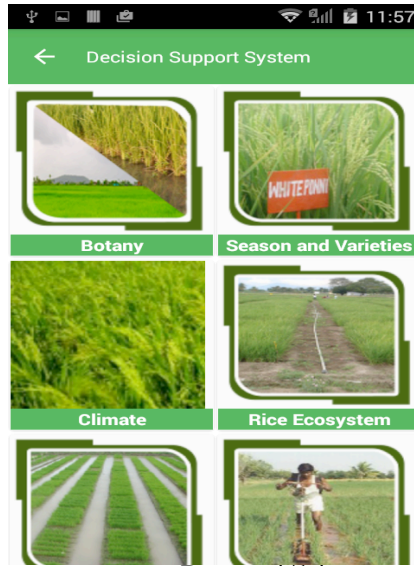 11:57
Decision Support System
WHITE PONNI
Botany
Season and Varieties
Climate
Rice Ecosystem